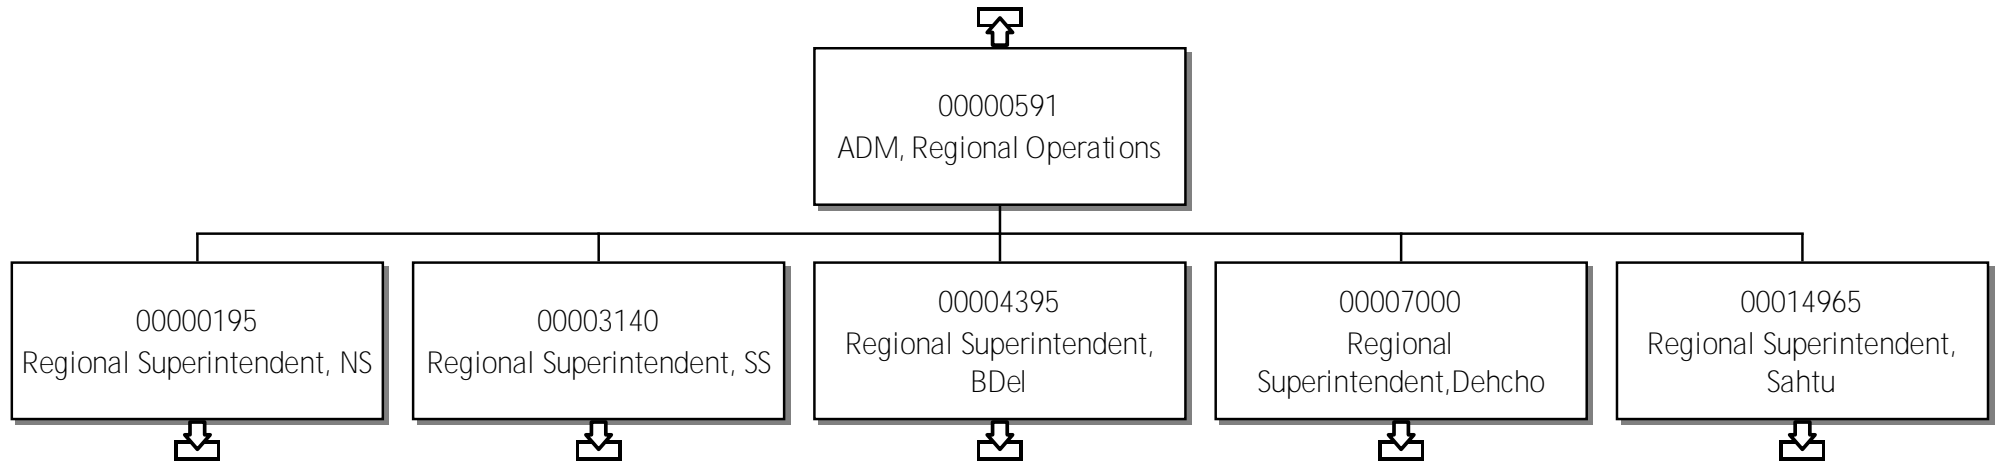 00000591
ADM, Regional Operations
00000195
Regional Superintendent, NS
00003140
Regional Superintendent, SS
00004395
Regional Superintendent,
BDel
00007000
Regional
Superintendent,Dehcho
00014965
Regional Superintendent,
Sahtu